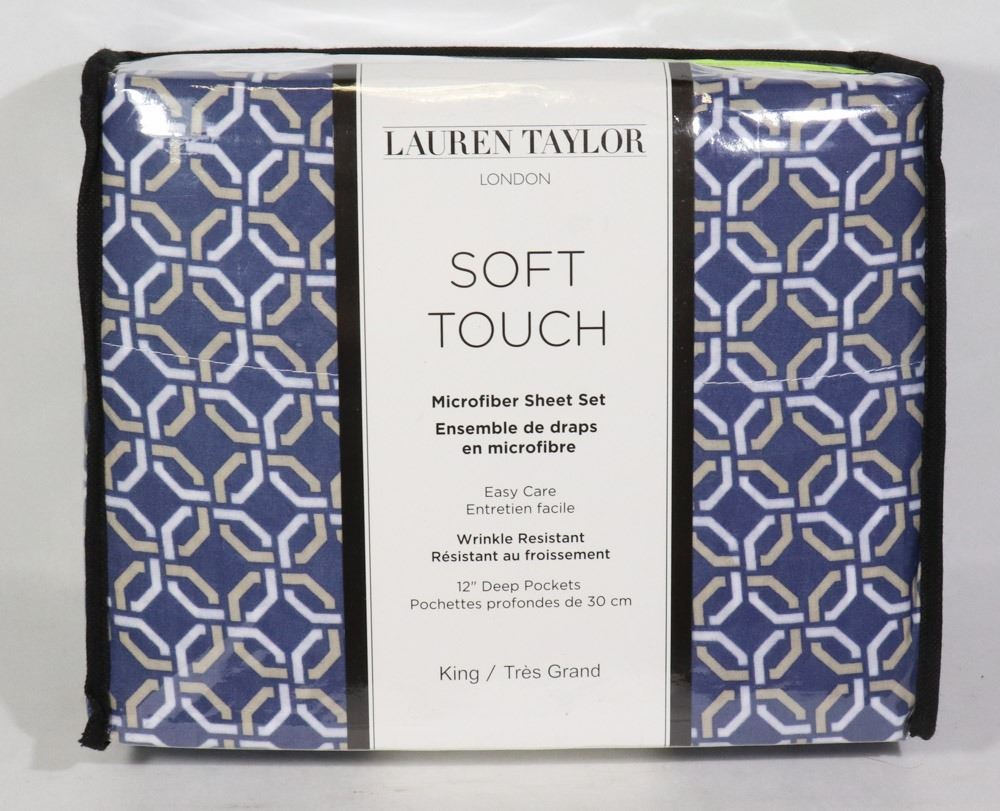 LAUREN TAYLOR
LONDON
SOFT
TOUCH
Microfiber Sheet Set
Ensemble de draps
en microfibre
Easy Care
Entretien facile
Wrinkle Resistant
Résistant au froissement
12" Deep Pockets
Pochettes profondes de 30 cm
King / Très Grand